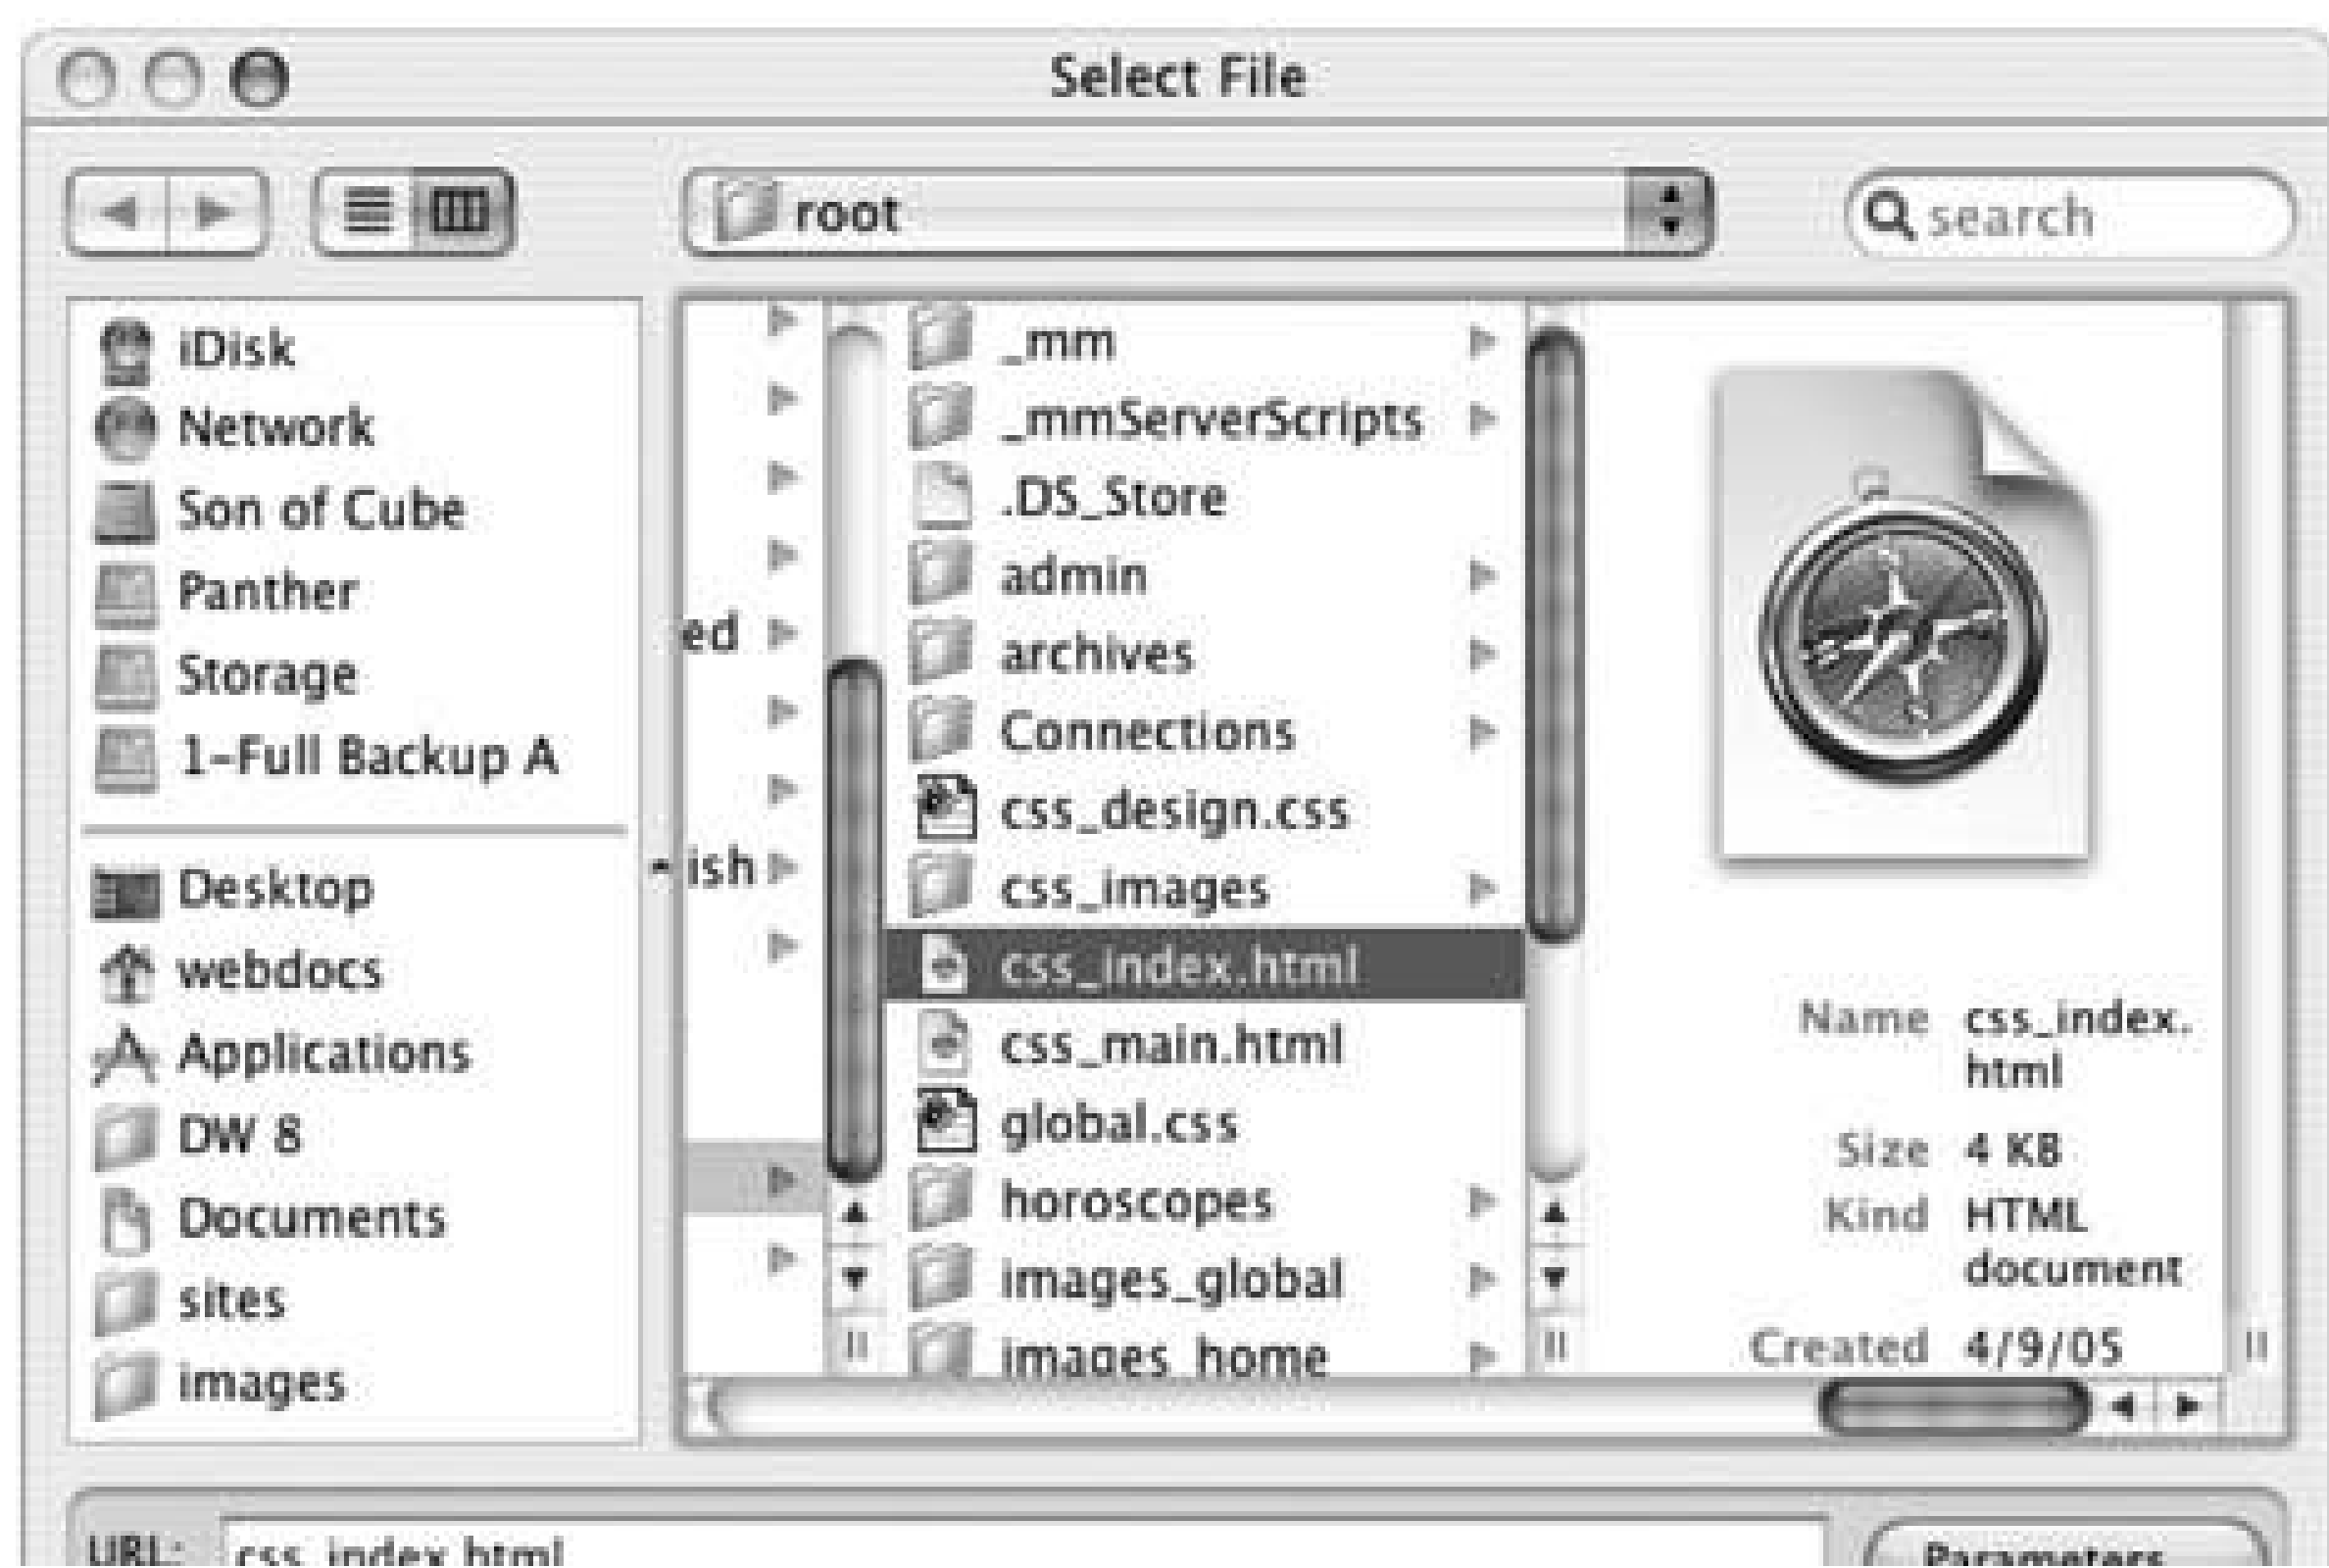 Select File
root
search
iDisk
Network
Son of Cube
Panther
Storage
1-Full Backup A
Desktop
webdocs
Applications
DW 8
Documents
sites
images
ed
ish
_mm
_mmServerScripts
.DS_Store
admin
archives
Connections
css_design.css
css_images
css_index.html
css_main.html
global.css
horoscopes
images_global
images_home
Name css_index.
html
Size 4 KB
Kind HTML
document
Created 4/9/05
URL: css_index.html
Parameters...